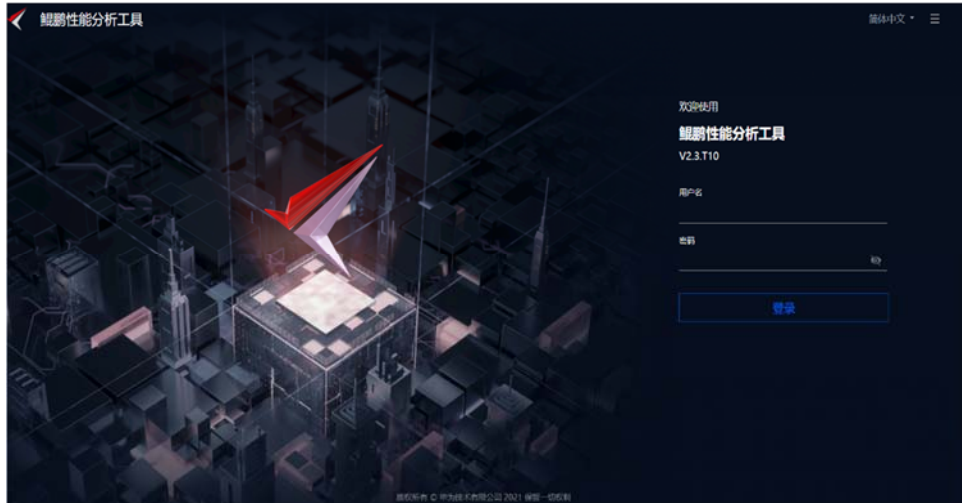 鲲鹏性能分析工具
简体中文
欢迎使用
鲲鹏性能分析工具
V2.3.T10
用户名
密码
登录
版权所有 © 华为技术有限公司 2021 保留一切权利